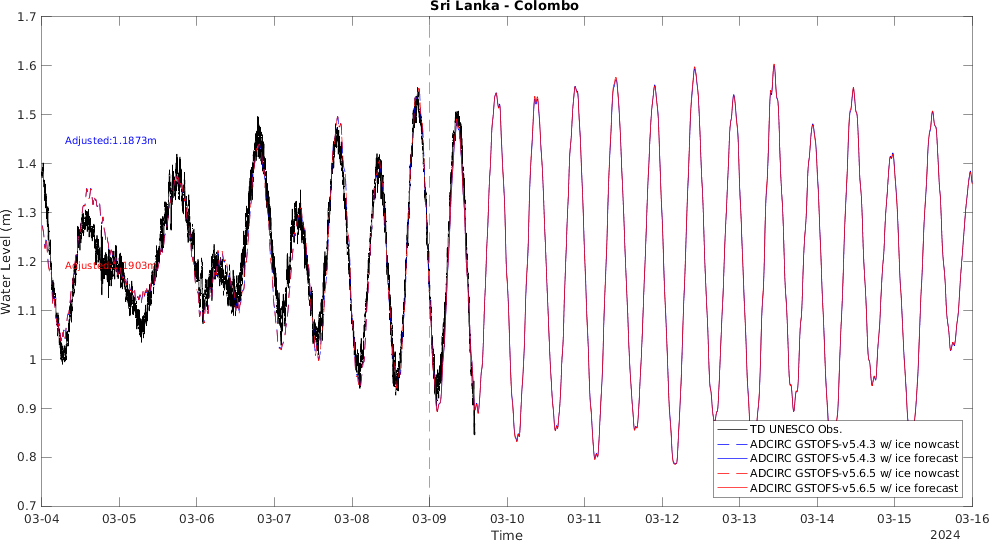 Sri Lanka - Colombo
1.7
1.6
1.5
1.4
1.3
1.2
1.1
1
0.9
0.8
0.7
Water Level (m)
Adjusted:1.1873m
Adjusted:1.1903m
TD UNESCO Obs.
ADCIRC GSTOFS-v5.4.3 w/ ice nowcast
ADCIRC GSTOFS-v5.4.3 w/ ice forecast
ADCIRC GSTOFS-v5.6.5 w/ ice nowcast
ADCIRC GSTOFS-v5.6.5 w/ ice forecast
03-04 03-05 03-06 03-07 03-08 03-09 03-10 03-11 03-12 03-13 03-14 03-15 03-16
Time
2024